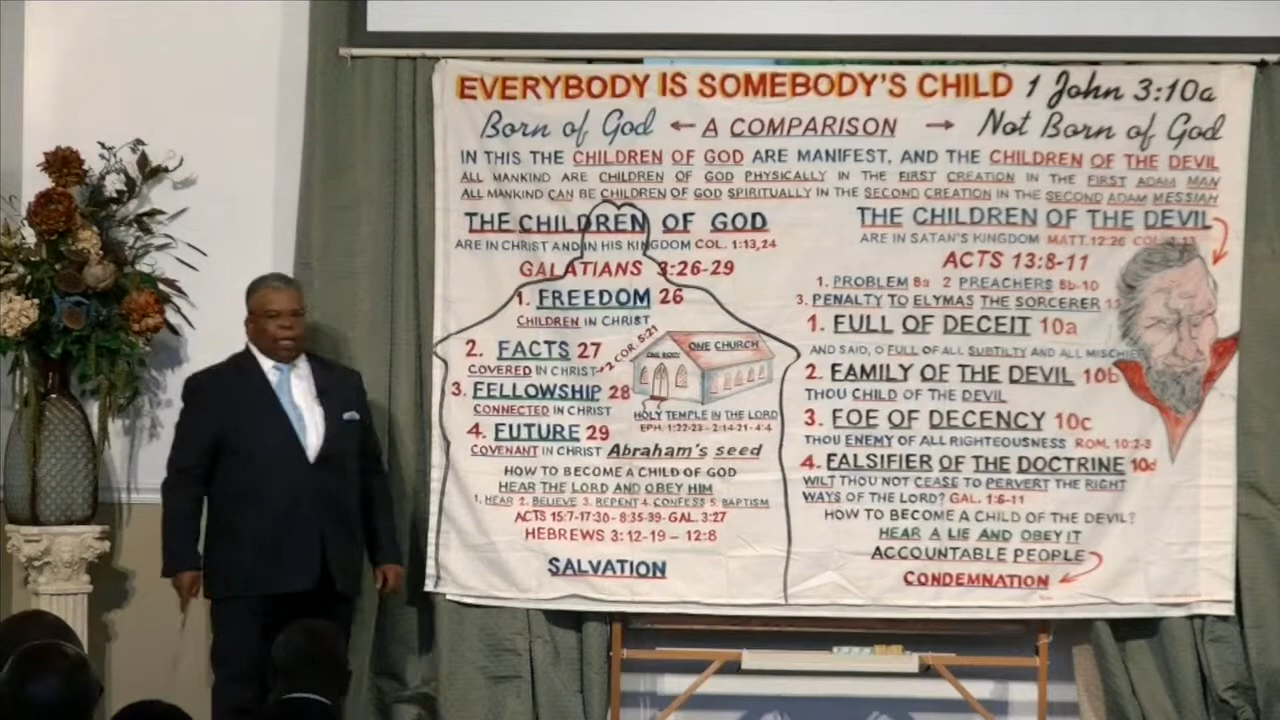 EVERYBODY IS SOMEBODY'S CHILD 1 John 3:10a
Born of God ← A COMPARISON → Not Born of God
IN THIS THE CHILDREN OF GOD ARE MANIFEST, AND THE CHILDREN OF THE DEVIL
ALL MANKIND ARE CHILDREN OF GOD PHYSICALLY IN THE FIRST CREATION IN THE FIRST ADAM MAN
ALL MANKIND CAN BE CHILDREN OF GOD SPIRITUALLY IN THE SECOND CREATION IN THE SECOND ADAM MESSIAH
THE CHILDREN OF GOD
ARE IN CHRIST AND IN HIS KINGDOM COL. 1:13,24
GALATIANS 3:26-29
1. FREEDOM 26
CHILDREN IN CHRIST
2. FACTS 27
COVERED IN CHRIST
2 COR. 5:21
3. FELLOWSHIP 28
CONNECTED IN CHRIST
ONE BODY
ONE CHURCH
HOLY TEMPLE IN THE LORD
EPH. 1:22-23 - 2:14-21 - 4:4
4. FUTURE 29
COVENANT IN CHRIST Abraham's seed
HOW TO BECOME A CHILD OF GOD
HEAR THE LORD AND OBEY HIM
1. HEAR 2. BELIEVE 3. REPENT 4. CONFESS 5. BAPTISM
ACTS 15:7-17:30 - 8:35-39 - GAL. 3:27
HEBREWS 3:12-19 - 12:8
SALVATION
THE CHILDREN OF THE DEVIL
ARE IN SATAN'S KINGDOM MATT. 12:26 COL. 1:13
ACTS 13:8-11
1. PROBLEM 8a 2 PREACHERS 8b-10
3. PENALTY TO ELYMAS THE SORCERER
1. FULL OF DECEIT 10a
AND SAID, O FULL OF ALL SUBTILTY AND ALL MISCHIEF
2. FAMILY OF THE DEVIL 10b
THOU CHILD OF THE DEVIL
3. FOE OF DECENCY 10c
THOU ENEMY OF ALL RIGHTEOUSNESS ROM. 10:2-3
4. FALSIFIER OF THE DOCTRINE 10d
WILT THOU NOT CEASE TO PERVERT THE RIGHT
WAYS OF THE LORD? GAL. 1:6-11
HOW TO BECOME A CHILD OF THE DEVIL?
HEAR A LIE AND OBEY IT
ACCOUNTABLE PEOPLE
CONDEMNATION